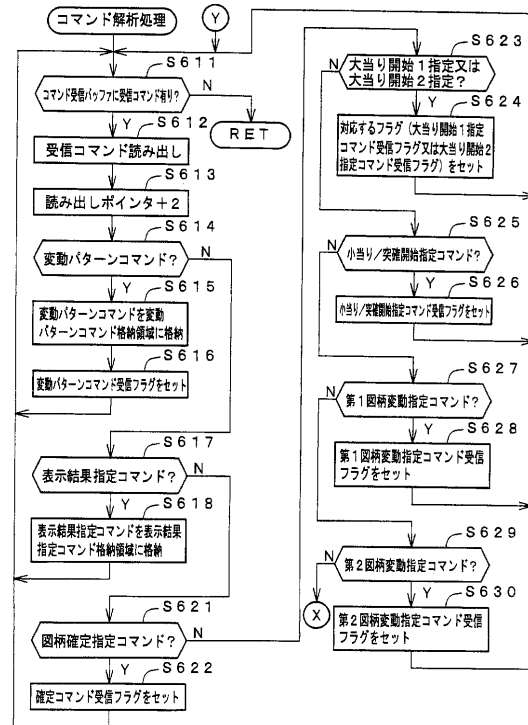 コマンド解析処理
Y
S611
コマンド受信バッファに受信コマンド有り?
N
RET
Y
S612
受信コマンド読み出し
S613
読み出しポインタ+2
S614
変動パターンコマンド?
N
Y
S615
変動パターンコマンドを変動
パターンコマンド格納領域に格納
S616
変動パターンコマンド受信フラグをセット
S617
表示結果指定コマンド?
N
Y
S618
表示結果指定コマンドを表示結果
指定コマンド格納領域に格納
S621
図柄確定指定コマンド?
N
Y
S622
確定コマンド受信フラグをセット
S623
N
大当り開始1指定又は
大当り開始2指定?
Y
S624
対応するフラグ(大当り開始1指定
コマンド受信フラグ又は大当り開始2
指定コマンド受信フラグ)をセット
S625
N
小当り/突確開始指定コマンド?
Y
S626
小当り/突確開始指定コマンド受信フラグをセット
S627
N
第1図柄変動指定コマンド?
Y
S628
第1図柄変動指定コマンド受信
フラグをセット
S629
N
第2図柄変動指定コマンド?
X
Y
S630
第2図柄変動指定コマンド受信
フラグをセット